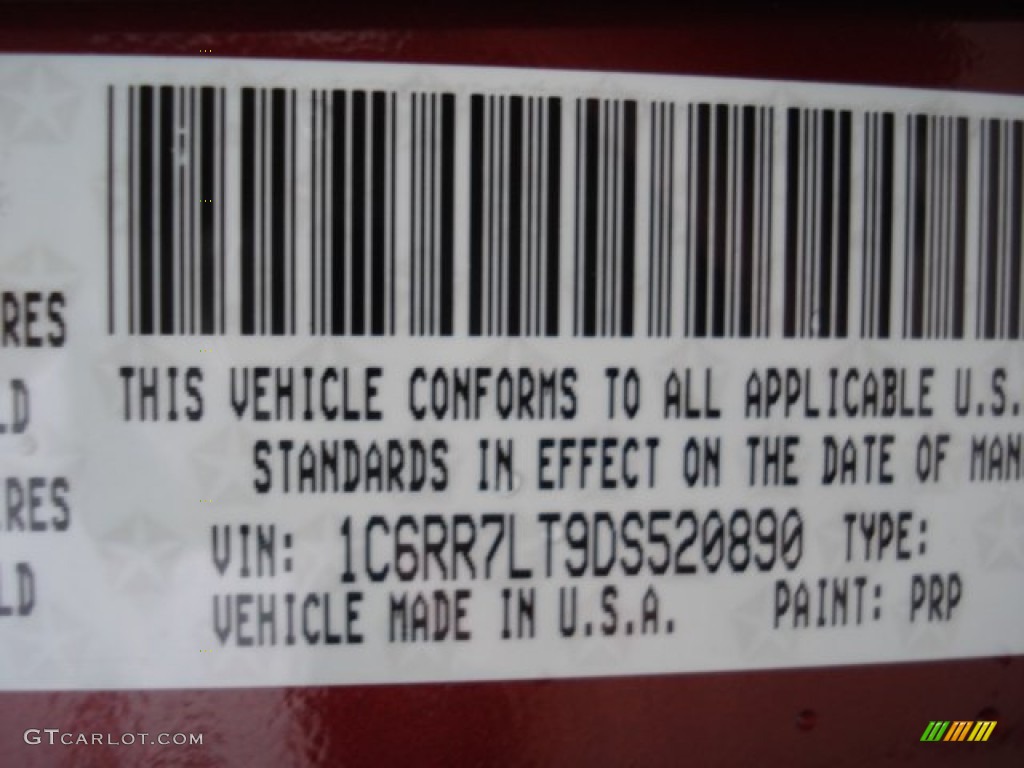 RES
LD
RES
LD
THIS VEHICLE CONFORMS TO ALL APPLICABLE U.S.
STANDARDS IN EFFECT ON THE DATE OF MAN
VIN: 1C6RR7LT9DS520890 TYPE:
VEHICLE MADE IN U.S.A. PAINT: PRP
GTCARLOT.COM